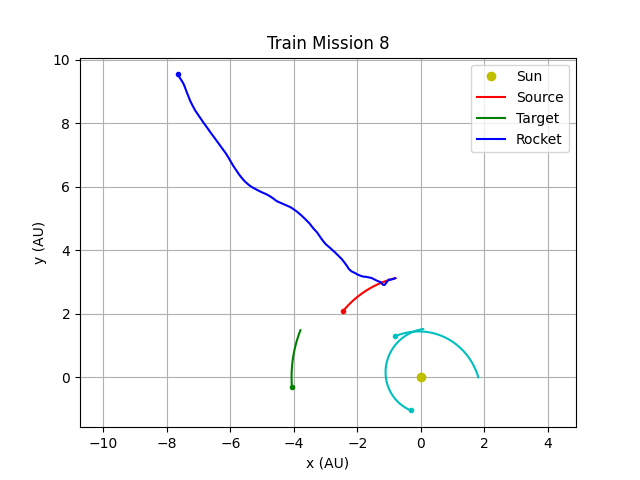 Train Mission 8
Sun
Source
Target
Rocket
10
8
6
4
2
0
y (AU)
−10
−8
−6
−4
−2
0
2
4
x (AU)